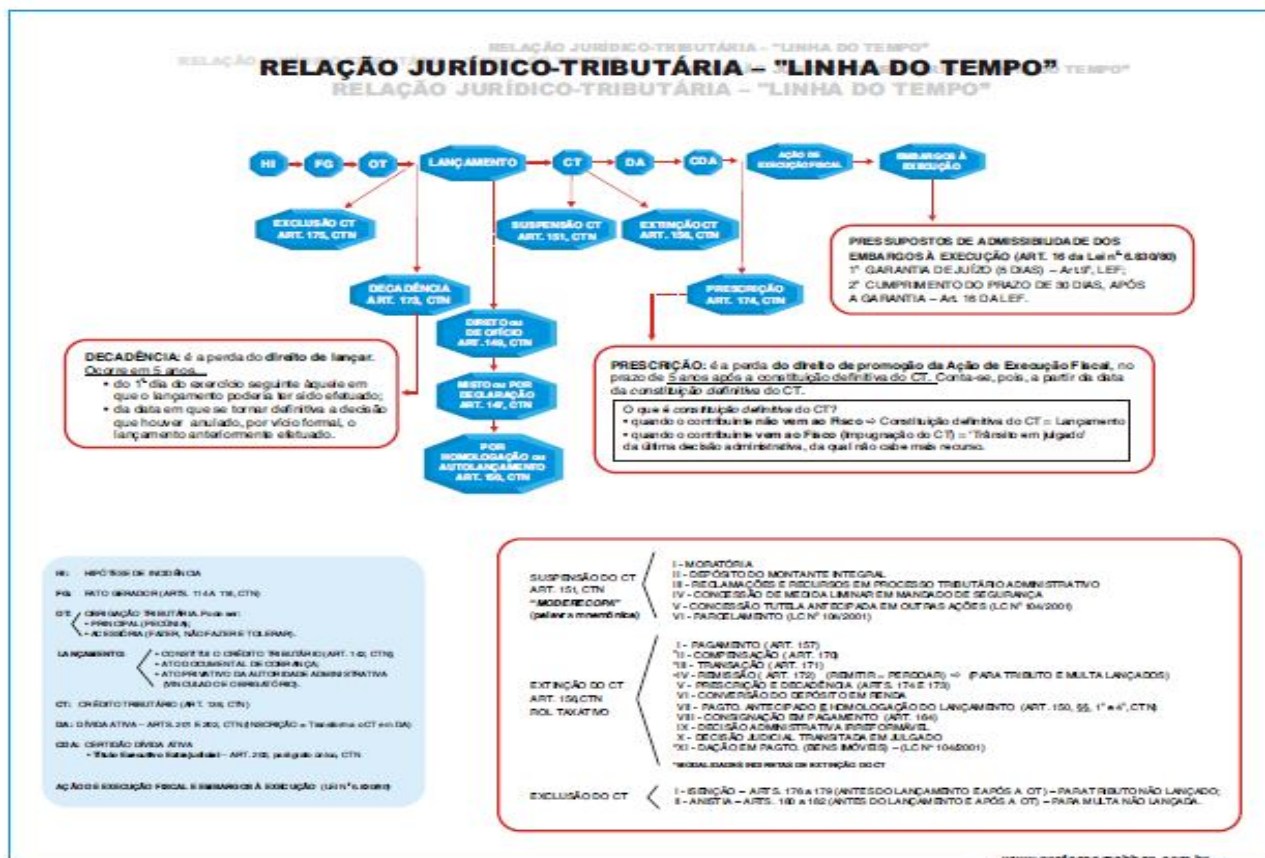 RELAÇÃO JURÍDICO-TRIBUTÁRIA – "LINHA DO TEMPO"
RELAÇÃO JURÍDICO-TRIBUTÁRIA – "LINHA DO TEMPO"
RELAÇÃO JURÍDICO-TRIBUTÁRIA – "LINHA DO TEMPO"
HI
FG
OT
LANÇAMENTO
CT
DA
CDA
AÇÃO DE
EXECUÇÃO FISCAL
EMBARGOS À
EXECUÇÃO
EXCLUSÃO CT
ART. 175, CTN
SUSPENSÃO CT
ART. 151, CTN
EXTINÇÃO CT
ART. 156, CTN
DECADÊNCIA
ART. 173, CTN
PRESCRIÇÃO
ART. 174, CTN
PRESSUPOSTOS DE ADMISSIBILIDADE DOS
EMBARGOS À EXECUÇÃO (ART. 16 da Lei nº 6.830/80)
1º GARANTIA DE JUÍZO (5 DIAS) – Art.9º, LEF;
2º CUMPRIMENTO DO PRAZO DE 30 DIAS, APÓS
A GARANTIA – Art. 16 DA LEF.
DIRETO ou
DE OFÍCIO
ART. 149, CTN
MISTO ou POR
DECLARAÇÃO
ART. 147, CTN
POR
HOMOLOGAÇÃO ou
AUTOLANÇAMENTO
ART. 150, CTN
DECADÊNCIA: é a perda do direito de lançar.
Ocorre em 5 anos...
• do 1º dia do exercício seguinte àquele em
que o lançamento poderia ter sido efetuado;
• da data em que se tornar definitiva a decisão
que houver anulado, por vício formal, o
lançamento anteriormente efetuado.
PRESCRIÇÃO: é a perda do direito de promoção da Ação de Execução Fiscal, no
prazo de 5 anos após a constituição definitiva do CT. Conta-se, pois, a partir da data
da constituição definitiva do CT.
O que é constituição definitiva do CT?
• quando o contribuinte não vem ao Fisco ⇨ Constituição definitiva do CT = Lançamento
• quando o contribuinte vem ao Fisco (Impugnação do CT) = 'Trânsito em julgado'
da última decisão administrativa, da qual não cabe mais recurso.
HI: HIPÓTESE DE INCIDÊNCIA
FG: FATO GERADOR (ARTS. 114 A 118, CTN)
OT: OBRIGAÇÃO TRIBUTÁRIA. Pode ser:
• PRINCIPAL (PECÚNIA);
• ACESSÓRIA (FAZER, NÃO FAZER E TOLERAR).
LANÇAMENTO: • CONSTITUI O CRÉDITO TRIBUTÁRIO (ART. 142, CTN);
• ATO DOCUMENTAL DE COBRANÇA;
• ATO PRIVATIVO DA AUTORIDADE ADMINISTRATIVA
(VINCULADO E OBRIGATÓRIO).
CT: CRÉDITO TRIBUTÁRIO (ART. 139, CTN)
DA: DÍVIDA ATIVA – ARTS. 201 E 202, CTN (INSCRIÇÃO = Transforma o CT em DA)
CDA: CERTIDÃO DÍVIDA ATIVA
• Título Executivo Extrajudicial – ART. 202, parágrafo único, CTN
AÇÃO DE EXECUÇÃO FISCAL E EMBARGOS À EXECUÇÃO (LEI Nº 6.830/80)
SUSPENSÃO DO CT
ART. 151, CTN
"MODERECOPA"
(palavra mnemônica)
I - MORATÓRIA
II - DEPÓSITO DO MONTANTE INTEGRAL
III - RECLAMAÇÕES E RECURSOS EM PROCESSO TRIBUTÁRIO ADMINISTRATIVO
IV - CONCESSÃO DE MEDIDA LIMINAR EM MANDADO DE SEGURANÇA
V - CONCESSÃO TUTELA ANTECIPADA EM OUTRAS AÇÕES (LC Nº 104/2001)
VI - PARCELAMENTO (LC Nº 104/2001)
EXTINÇÃO DO CT
ART. 156, CTN
ROL TAXATIVO
I - PAGAMENTO (ART. 157)
*II - COMPENSAÇÃO (ART. 170)
*III - TRANSAÇÃO (ART. 171)
*IV - REMISSÃO (ART. 172) (REMITIR – PERDOAR) ⇨ (PARA TRIBUTO E MULTA LANÇADOS)
V - PRESCRIÇÃO E DECADÊNCIA (ARTS. 174 E 173)
VI - CONVERSÃO DO DEPÓSITO EM RENDA
VII - PAGTO. ANTECIPADO E HOMOLOGAÇÃO DO LANÇAMENTO (ART. 150, §§, 1º e 4º, CTN)
VIII - CONSIGNAÇÃO EM PAGAMENTO (ART. 164)
IX - DECISÃO ADMINISTRATIVA IRREFORMÁVEL
X - DECISÃO JUDICIAL TRANSITADA EM JULGADO
*XI - DAÇÃO EM PAGTO. (BENS IMÓVEIS) – (LC Nº 104/2001)
*MODALIDADES INDIRETAS DE EXTINÇÃO DO CT
EXCLUSÃO DO CT
I - ISENÇÃO – ARTS. 176 a 179 (ANTES DO LANÇAMENTO E APÓS A OT) – PARA TRIBUTO NÃO LANÇADO;
II - ANISTIA – ARTS. 180 a 182 (ANTES DO LANÇAMENTO E APÓS A OT) – PARA MULTA NÃO LANÇADA.